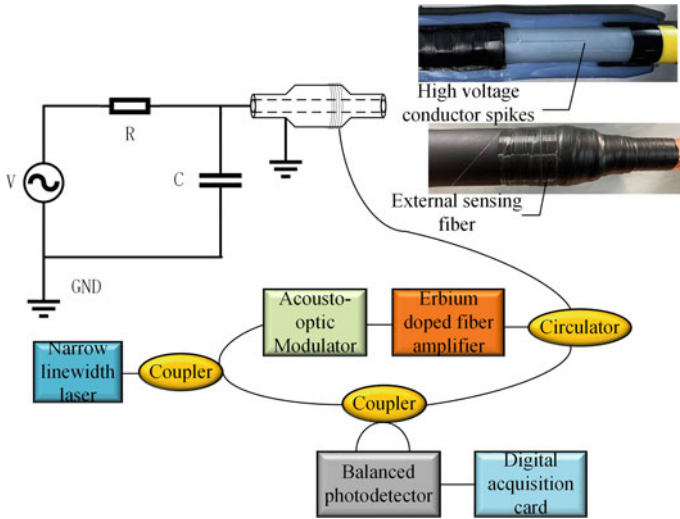 High voltage
conductor spikes
R
V
C
External sensing
fiber
GND
Acousto-
optic
Modulator
Erbium
doped fiber
amplifier
Circulator
Narrow
linewidth
laser
Coupler
Coupler
Balanced
photodetector
Digital
acquisition
card